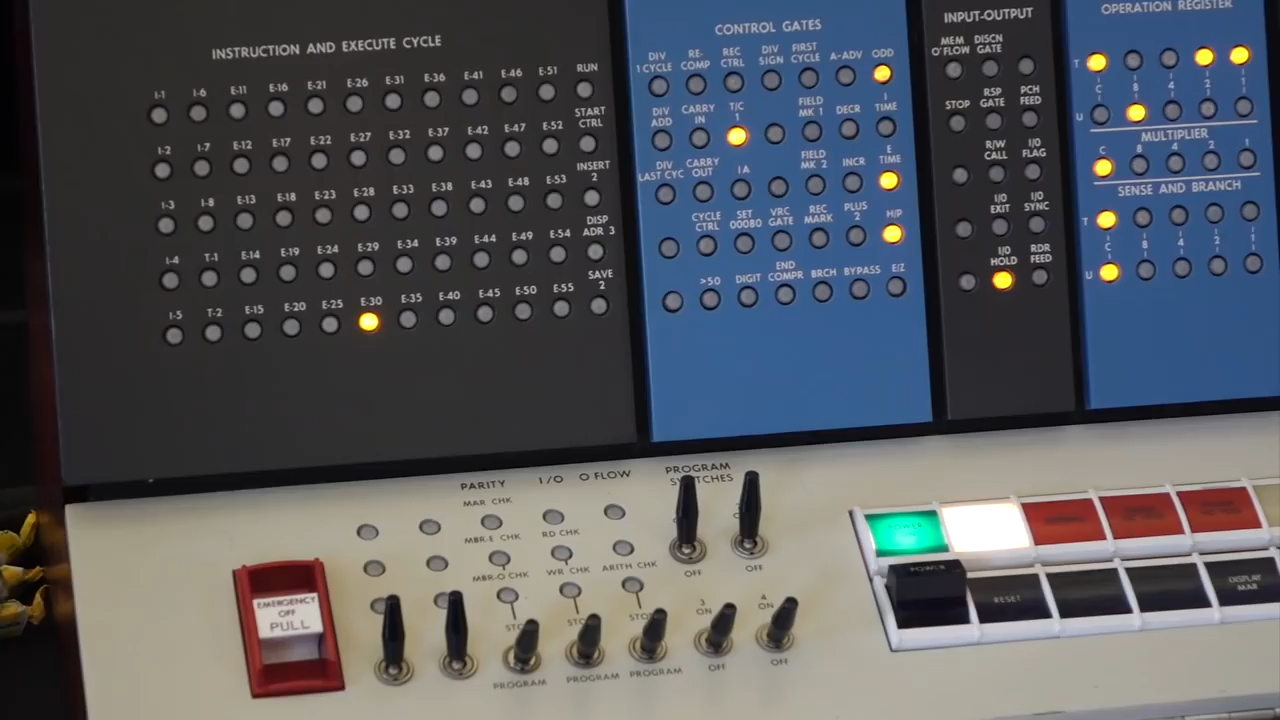 INSTRUCTION AND EXECUTE CYCLE
I-1 I-6 E-11 E-16 E-21 E-26 E-31 E-36 E-41 E-46 E-51 RUN
I-2 I-7 E-12 E-17 E-22 E-27 E-32 E-37 E-42 E-47 E-52 START CTRL
I-3 I-8 E-13 E-18 E-23 E-28 E-33 E-38 E-43 E-48 E-53 INSERT 2
I-4 T-1 E-14 E-19 E-24 E-29 E-34 E-39 E-44 E-49 E-54 DISP ADR 3
I-5 T-2 E-15 E-20 E-25 E-30 E-35 E-40 E-45 E-50 E-55 SAVE 2
CONTROL GATES
DIV 1 CYCLE RE-COMP REC CTRL DIV SIGN FIRST CYCLE A-ADV ODD
DIV ADD CARRY IN T/C 1 FIELD MK 1 DECR I TIME
DIV LAST CYC CARRY OUT 1A FIELD MK 2 INCR E TIME
CYCLE CTRL SET 00080 VRC GATE REC MARK PLUS 2 H/P
>50 DIGIT END COMPR BRCH BYPASS E/Z
INPUT-OUTPUT
MEM O'FLOW DISCN GATE
STOP RSP GATE PCH FEED
R/W CALL I/O FLAG
I/O EXIT I/O SYNC
I/O HOLD RDR FEED
OPERATION REGISTER
T
C 8 4 2 1
U
MULTIPLIER
C 8 4 2 1
SENSE AND BRANCH
T
C 8 4 2 1
U
PARITY I/O O FLOW
MAR CHK
MBR-E CHK RD CHK
MBR-O CHK WR CHK ARITH CHK
PROGRAM
OFF OFF
3 ON 4 ON
PROGRAM PROGRAM PROGRAM OFF OFF
EMERGENCY
OFF
PULL
POWER
POWER
RESET
DISPLAY
MAR